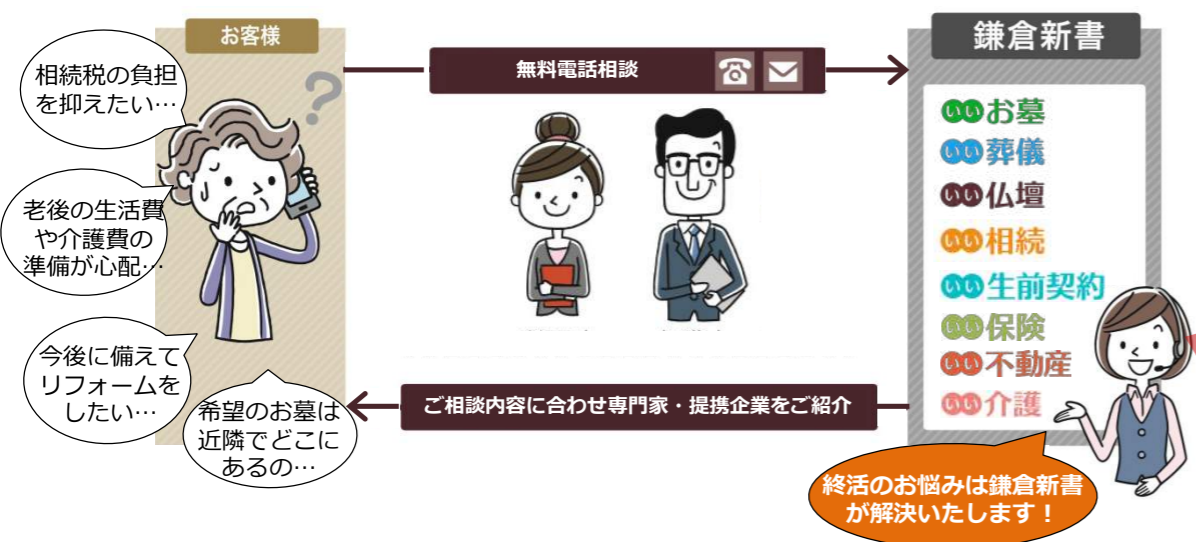 お客様
相続税の負担
を抑えたい…
?
老後の生活費
や介護費の
準備が心配…
今後に備えて
リフォームを
したい…
希望のお墓は
近隣でどこに
あるの…
無料電話相談
ご相談内容に合わせ専門家・提携企業をご紹介
鎌倉新書
いいお墓
いい葬儀
いい仏壇
いい相続
いい生前契約
いい保険
いい不動産
いい介護
終活のお悩みは鎌倉新書
が解決いたします！